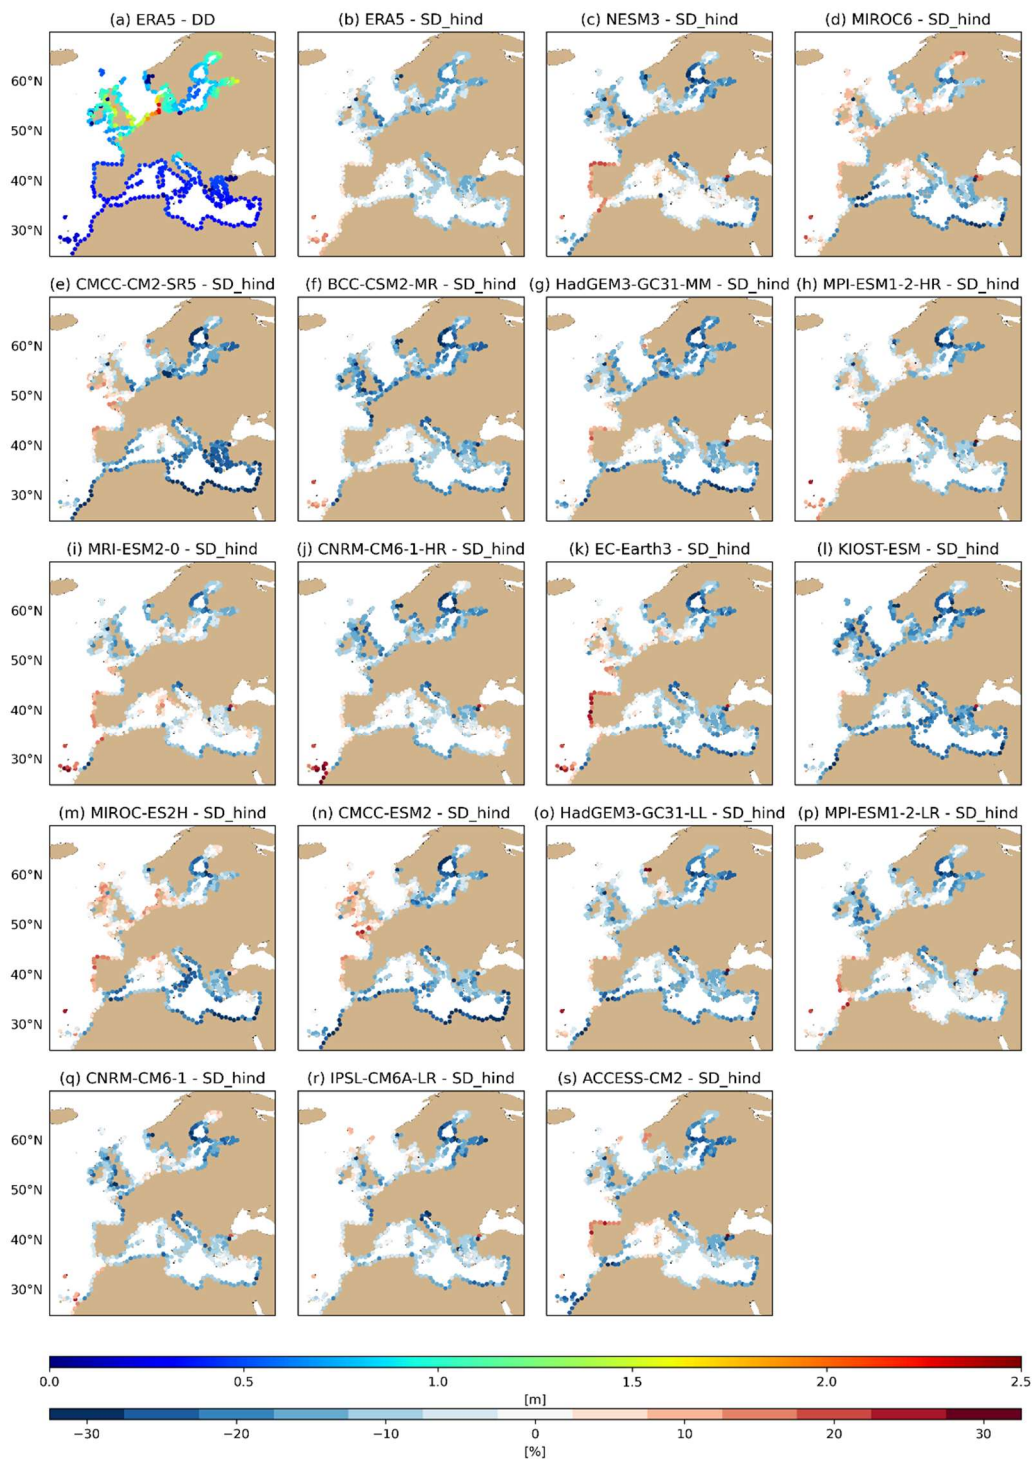 (a) ERA5 - DD
(b) ERA5 - SD_hind
(c) NESM3 - SD_hind
(d) MIROC6 - SD_hind
60°N
50°N
40°N
30°N
(e) CMCC-CM2-SR5 - SD_hind
(f) BCC-CSM2-MR - SD_hind
(g) HadGEM3-GC31-MM - SD_hind
(h) MPI-ESM1-2-HR - SD_hind
60°N
50°N
40°N
30°N
(i) MRI-ESM2-0 - SD_hind
(j) CNRM-CM6-1-HR - SD_hind
(k) EC-Earth3 - SD_hind
(l) KIOST-ESM - SD_hind
60°N
50°N
40°N
30°N
(m) MIROC-ES2H - SD_hind
(n) CMCC-ESM2 - SD_hind
(o) HadGEM3-GC31-LL - SD_hind
(p) MPI-ESM1-2-LR - SD_hind
60°N
50°N
40°N
30°N
(q) CNRM-CM6-1 - SD_hind
(r) IPSL-CM6A-LR - SD_hind
(s) ACCESS-CM2 - SD_hind
60°N
50°N
40°N
30°N
0.0 0.5 1.0 1.5 2.0 2.5
[m]
−30 −20 −10 0 10 20 30
[%]